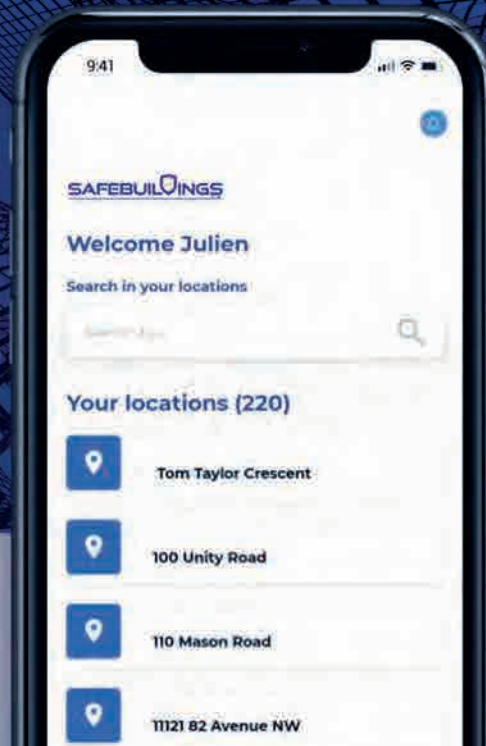 9:41
SAFEBUILDINGS
Welcome Julien
Search in your locations
Your locations (220)
Tom Taylor Crescent
100 Unity Road
110 Mason Road
11121 82 Avenue NW